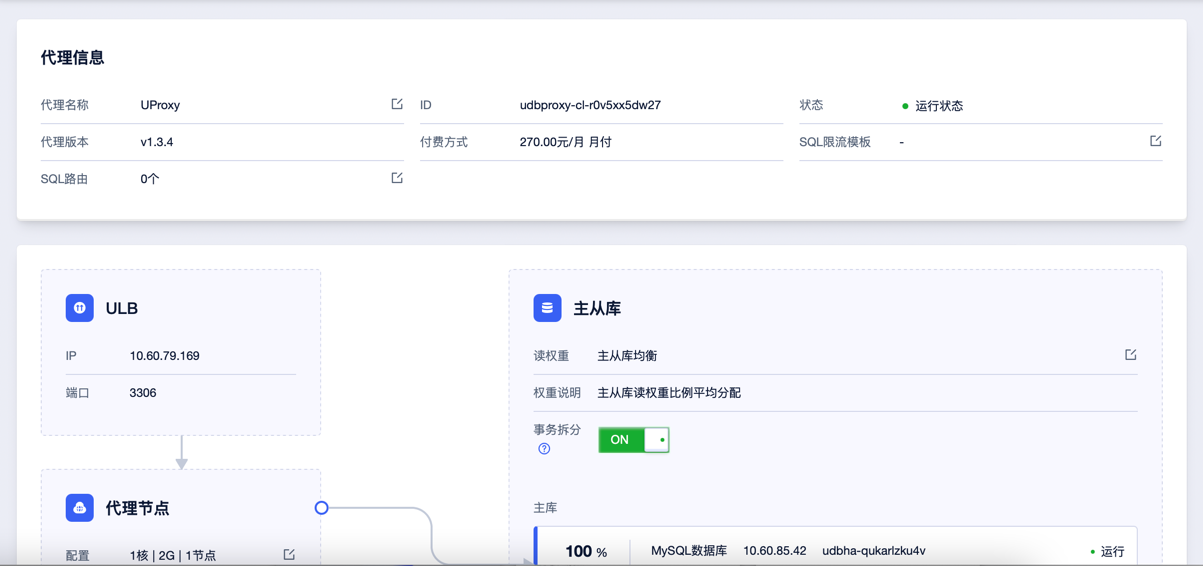 代理信息
代理名称 UProxy ID udbproxy-cl-r0v5xx5dw27 状态 运行状态
代理版本 v1.3.4 付费方式 270.00元/月 月付 SQL限流模板 -
SQL路由 0个
ULB
IP 10.60.79.169
端口 3306
主从库
读权重 主从库均衡
权重说明 主从库读权重比例平均分配
事务拆分 ON
代理节点
配置 1核 | 2G | 1节点
主库
100 % MySQL数据库 10.60.85.42 udbha-qukarlzku4v 运行